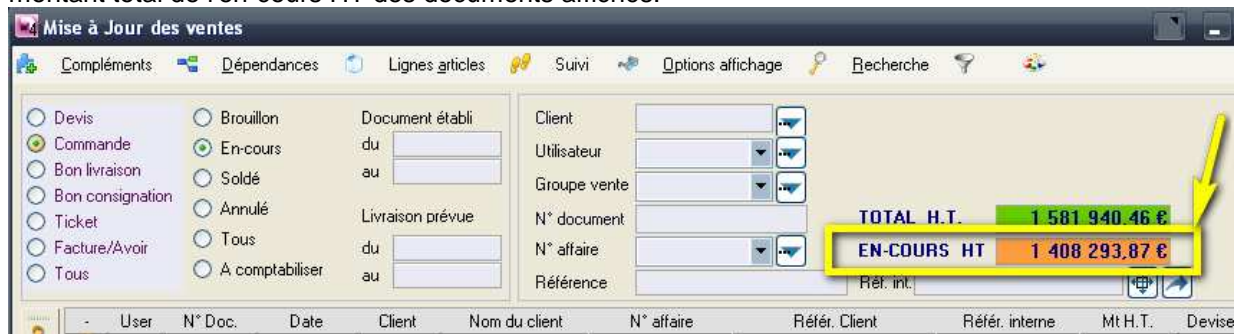 montant total de l'en-cours HT des documents affichés.
Mise à Jour des ventes
Compléments Dépendances Lignes articles Suivi Options affichage Recherche
Devis
Commande
Bon livraison
Bon consignation
Ticket
Facture/Avoir
Tous
Brouillon
En-cours
Soldé
Annulé
Tous
A comptabiliser
Document établi
du
au
Livraison prévue
du
au
Client
Utilisateur
Groupe vente
N° document
N° affaire
Référence
TOTAL H.T. 1 581 940.46 €
EN-COURS HT 1 408 293,87 €
Réf. int.
- User N° Doc. Date Client Nom du client N° affaire Référ. Client Référ. interne Mt H.T. Devise